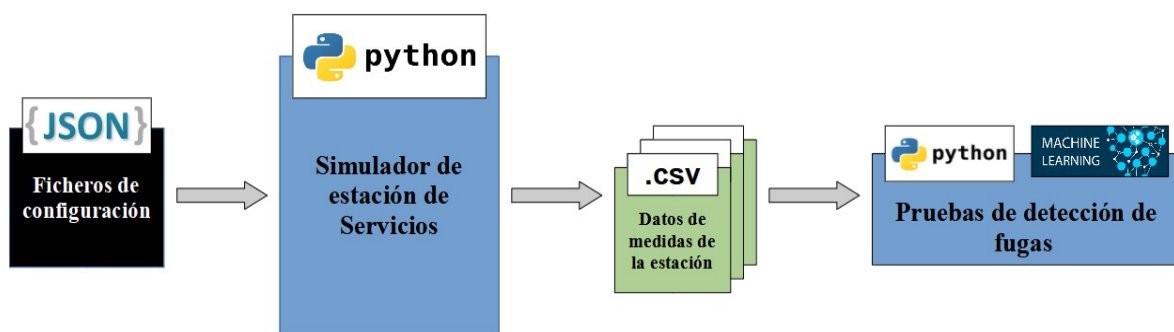 {JSON}
Ficheros de
configuración
python
Simulador de
estación de
Servicios
.CSV
Datos de
medidas de
la estación
python
MACHINE
LEARNING
Pruebas de detección de
fugas